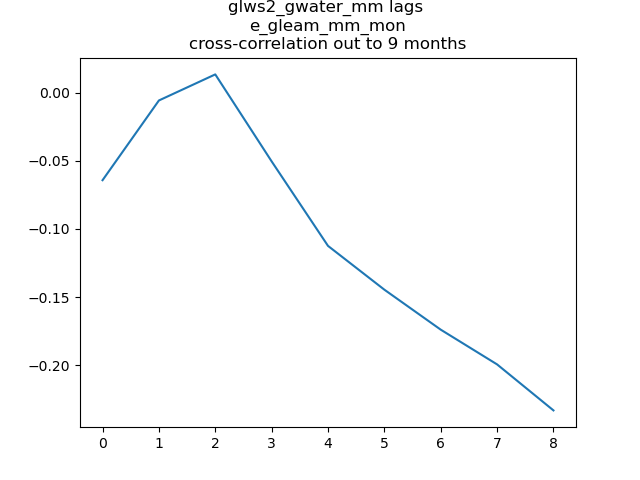 glws2_gwater_mm lags
e_gleam_mm_mon
cross-correlation out to 9 months
0.00
−0.05
−0.10
−0.15
−0.20
0 1 2 3 4 5 6 7 8